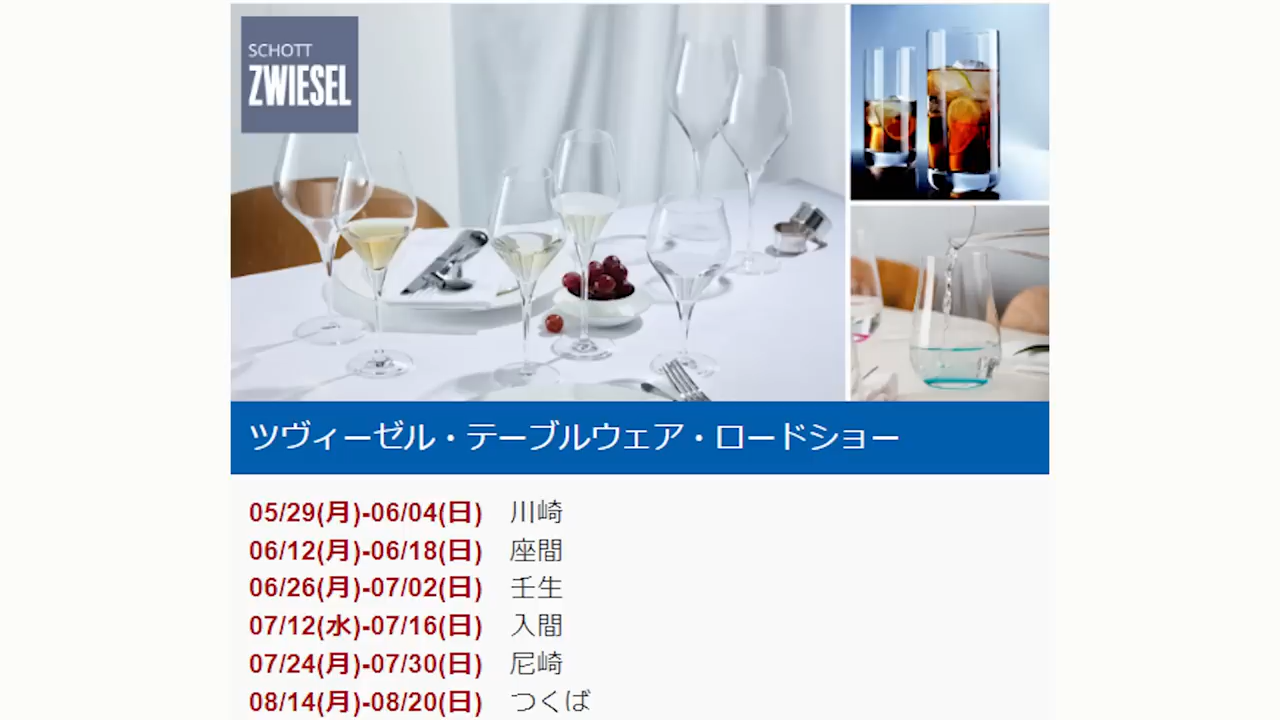 SCHOTT
ZWIESEL
ツヴィーゼル・テーブルウェア・ロードショー
05/29(月)-06/04(日) 川崎
06/12(月)-06/18(日) 座間
06/26(月)-07/02(日) 壬生
07/12(水)-07/16(日) 入間
07/24(月)-07/30(日) 尼崎
08/14(月)-08/20(日) つくば